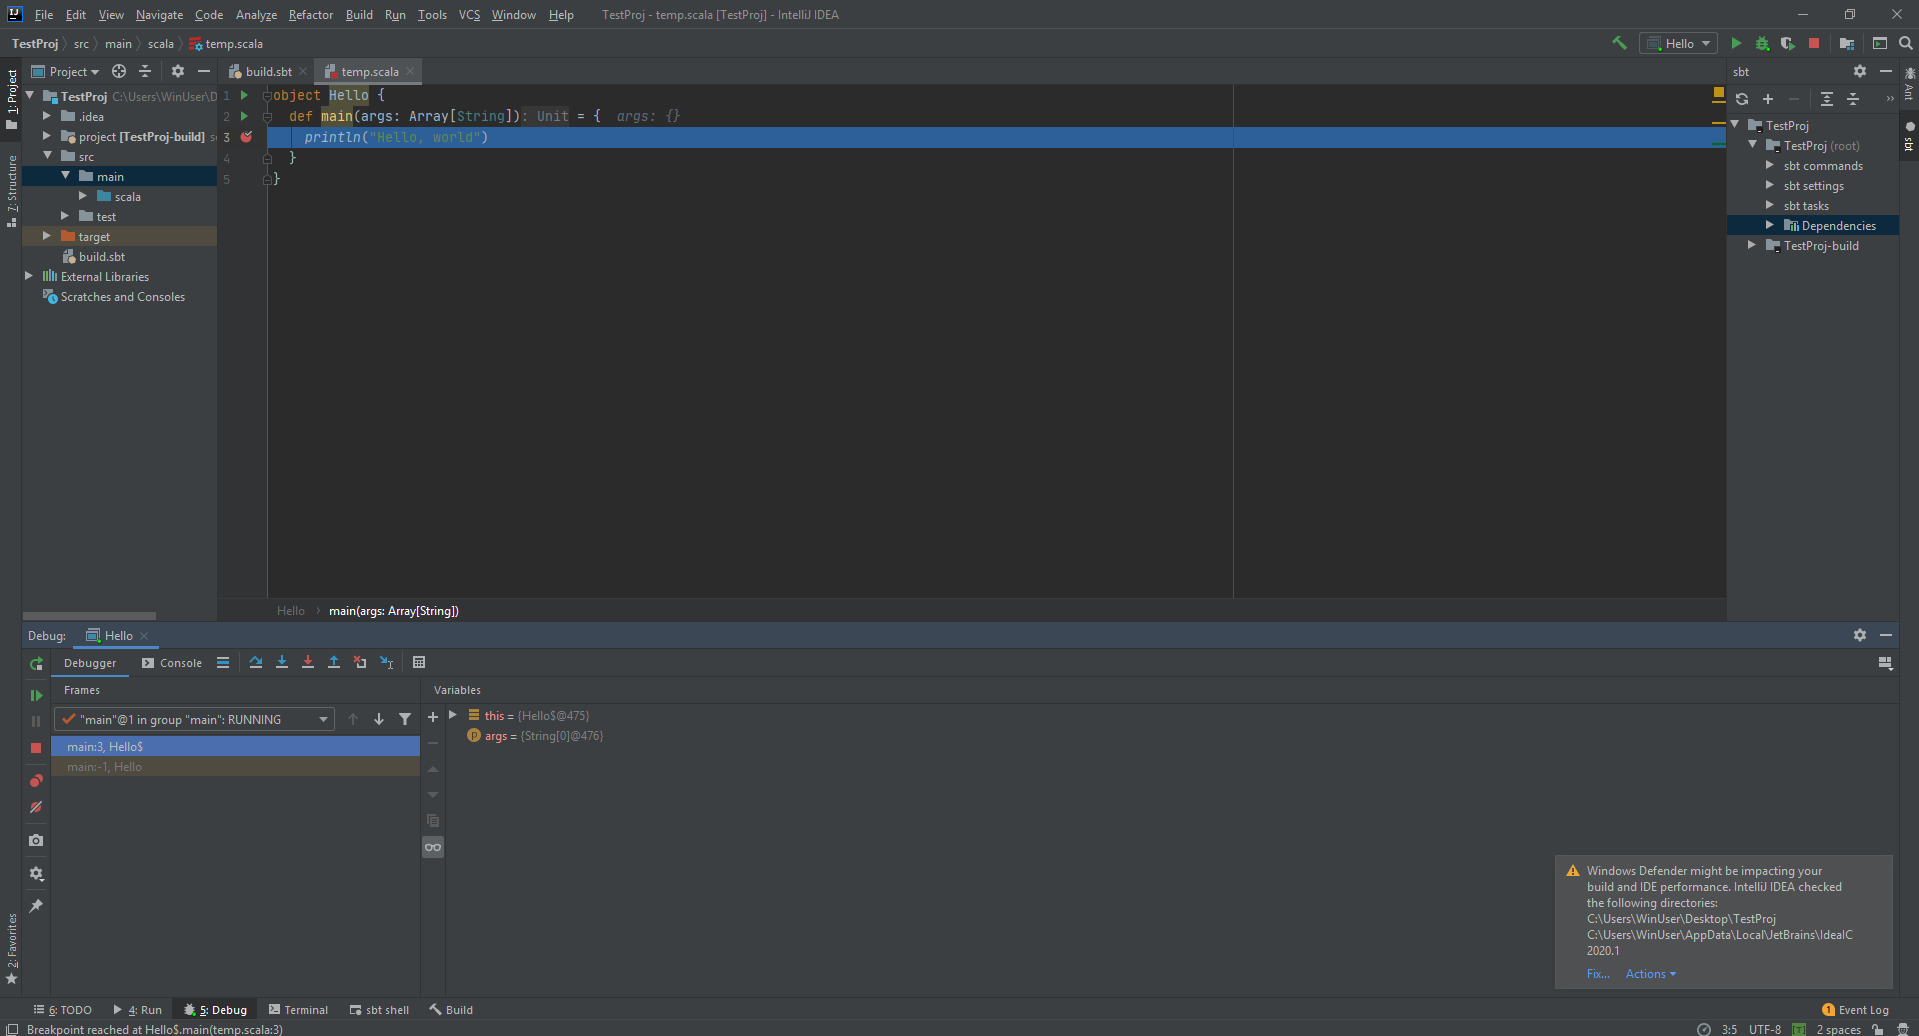 File Edit View Navigate Code Analyze Refactor Build Run Tools VCS Window Help TestProj - temp.scala [TestProj] - IntelliJ IDEA
TestProj src main scala temp.scala Hello
1: Project
7: Structure
2: Favorites
Project
TestProj C:\Users\WinUser\D
.idea
project [TestProj-build]
src
main
scala
test
target
build.sbt
External Libraries
Scratches and Consoles
build.sbt temp.scala
1 object Hello {
2 def main(args: Array[String]): Unit = { args: {}
3 println("Hello, world")
4 }
5 }
Hello main(args: Array[String])
sbt
TestProj
TestProj (root)
sbt commands
sbt settings
sbt tasks
Dependencies
TestProj-build
Ant
sbt
Debug: Hello
Debugger Console
Frames Variables
"main"@1 in group "main": RUNNING
main:3, Hello$
main:-1, Hello
this = {Hello$@475}
args = {String[0]@476}
Windows Defender might be impacting your
build and IDE performance. IntelliJ IDEA checked
the following directories:
C:\Users\WinUser\Desktop\TestProj
C:\Users\WinUser\AppData\Local\JetBrains\IdeaIC
2020.1
Fix... Actions
6: TODO 4: Run 5: Debug Terminal sbt shell Build 1 Event Log
Breakpoint reached at Hello$.main(temp.scala:3) 3:5 UTF-8 [T] 2 spaces